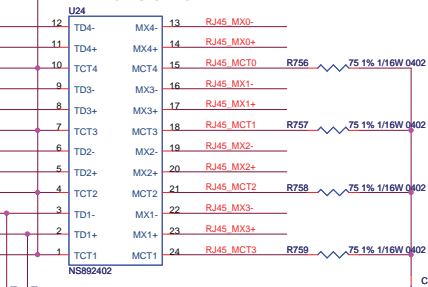 U24
12 TD4- MX4- 13 RJ45_MX0-
11 TD4+ MX4+ 14 RJ45_MX0+
10 TCT4 MCT4 15 RJ45_MCT0 R756 75 1% 1/16W 0402
9 TD3- MX3- 16 RJ45_MX1-
8 TD3+ MX3+ 17 RJ45_MX1+
7 TCT3 MCT3 18 RJ45_MCT1 R757 75 1% 1/16W 0402
6 TD2- MX2- 19 RJ45_MX2-
5 TD2+ MX2+ 20 RJ45_MX2+
4 TCT2 MCT2 21 RJ45_MCT2 R758 75 1% 1/16W 0402
3 TD1- MX1- 22 RJ45_MX3-
2 TD1+ MX1+ 23 RJ45_MX3+
1 TCT1 MCT1 24 RJ45_MCT3 R759 75 1% 1/16W 0402
NS892402
C